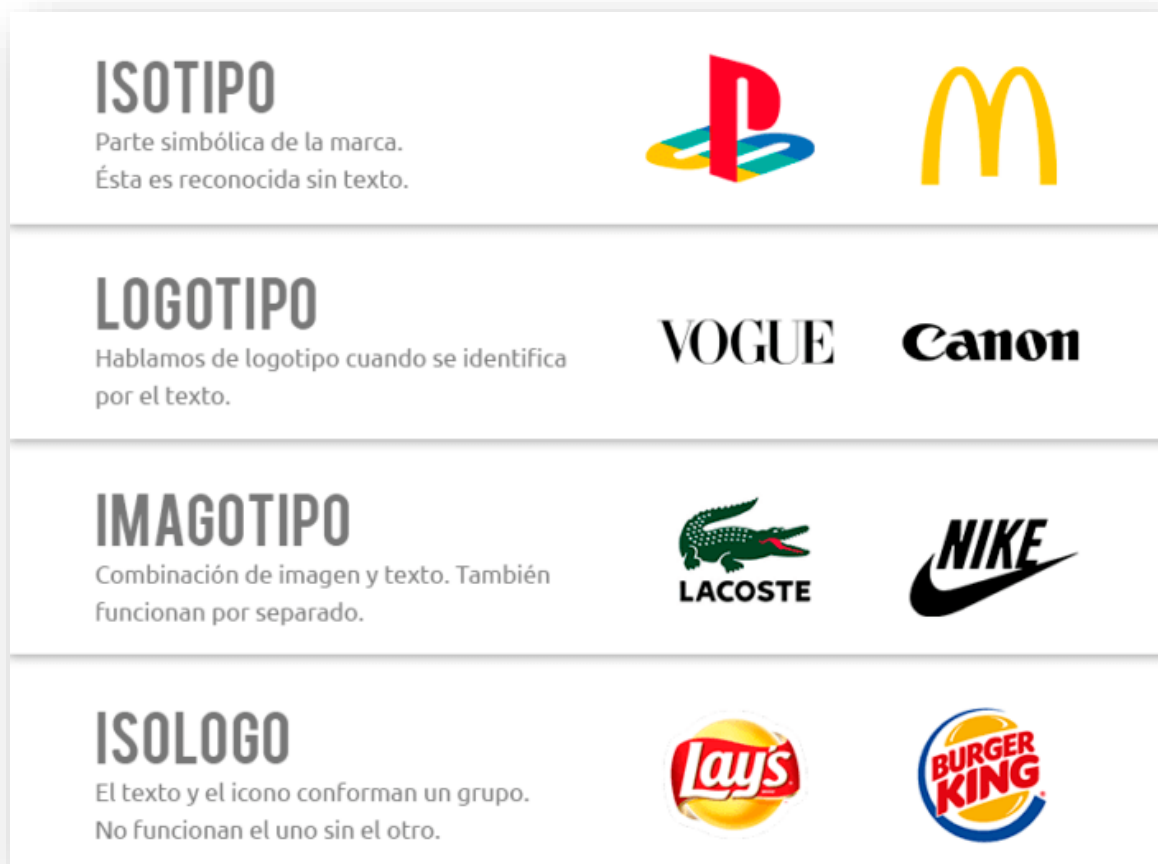 ISOTIPO
Parte simbólica de la marca.
Ésta es reconocida sin texto.
LOGOTIPO
Hablamos de logotipo cuando se identifica
por el texto.
VOGUE
Canon
IMAGOTIPO
Combinación de imagen y texto. También
funcionan por separado.
LACOSTE
NIKE
ISOLOGO
El texto y el icono conforman un grupo.
No funcionan el uno sin el otro.
Lay's
BURGER
KING